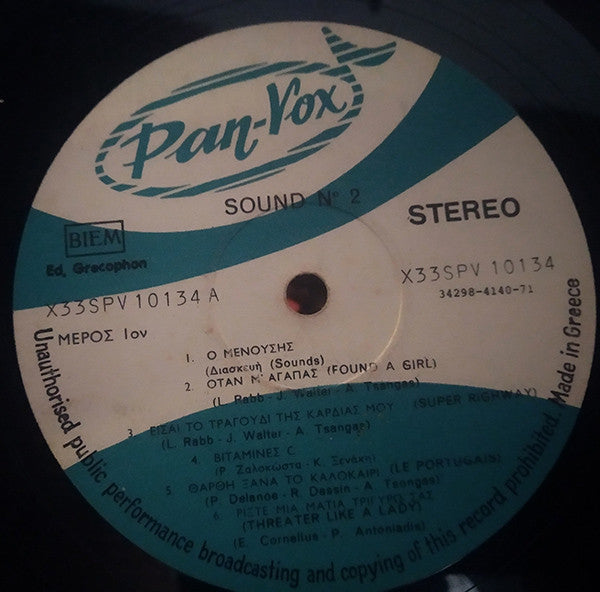 Pan-Vox
SOUND Nº 2
STEREO
BIEM
Ed, Grecophon
X33SPV 10134 A
X33SPV 10134
34298-4140-71
ΜΕΡΟΣ 1ον
1. Ο ΜΕΝΟΥΣΗΣ
(Διασκευή (Sounds)
2. ΟΤΑΝ Μ' ΑΓΑΠΑΣ (FOUND A GIRL)
(L. Rabb - J. Walter - A. Tsangas)
3. ΕΙΣΑΙ ΤΟ ΤΡΑΓΟΥΔΙ ΤΗΣ ΚΑΡΔΙΑΣ ΜΟΥ (SUPER RIGHWAY)
(L. Rabb - J. Walter - A. Tsangas)
4. ΒΙΤΑΜΙΝΕΣ C
(Ρ. Ζαλοκώστα - Κ. Ξενάκη)
5. ΘΑΡΘΗ ΞΑΝΑ ΤΟ ΚΑΛΟΚΑΙΡΙ (LE PORTUGAIS)
(P. Delanoe - R. Dassin - A. Tsongas)
6. ΡΙΞΤΕ ΜΙΑ ΜΑΤΙΑ ΤΡΙΓΥΡΩ ΣΑΣ
(THREATER LIKE A LADY)
(E. Cornelius - P. Antoniadis)
Unauthorised public performance broadcasting and copying of this record prohibited. Made in Greece